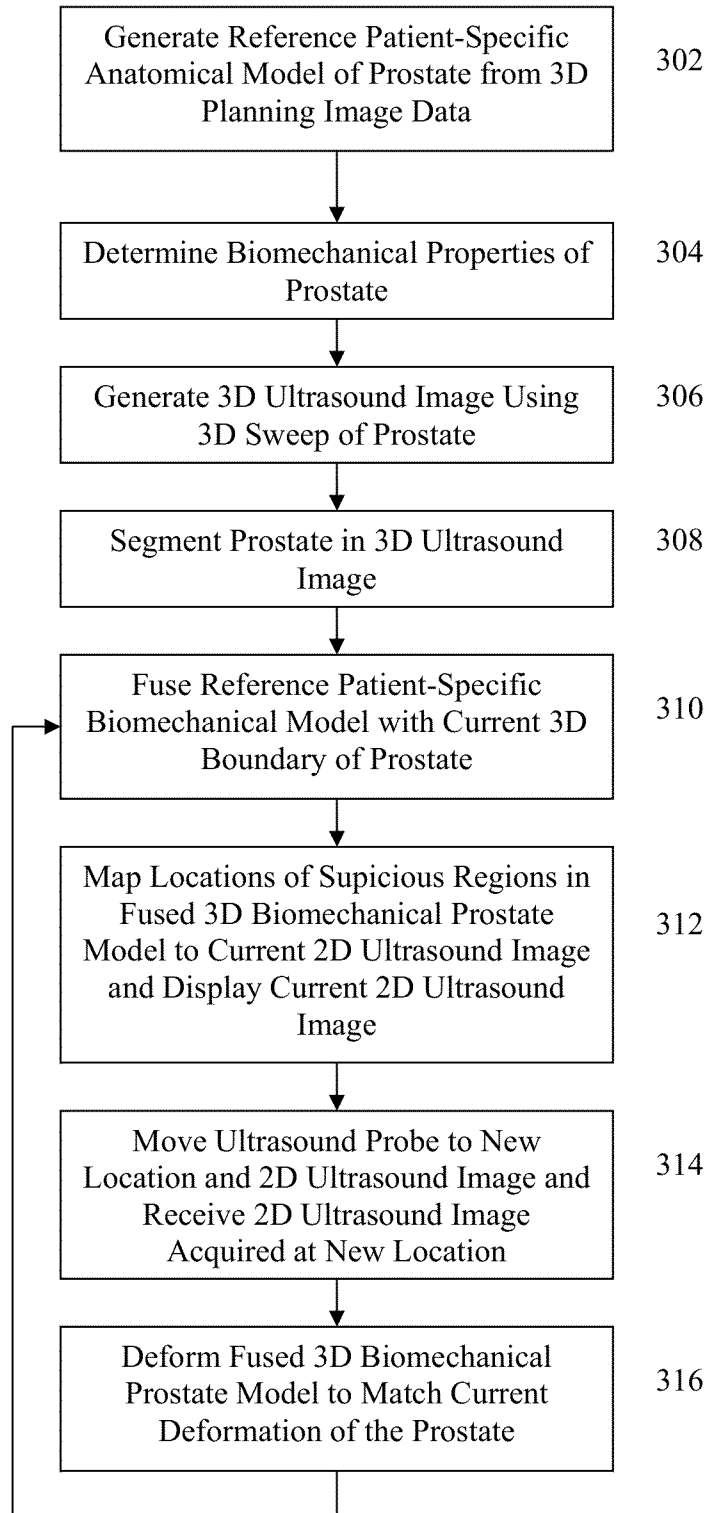 Generate Reference Patient-Specific
Anatomical Model of Prostate from 3D
Planning Image Data
302
Determine Biomechanical Properties of
Prostate
304
Generate 3D Ultrasound Image Using
3D Sweep of Prostate
306
Segment Prostate in 3D Ultrasound
Image
308
Fuse Reference Patient-Specific
Biomechanical Model with Current 3D
Boundary of Prostate
310
Map Locations of Supicious Regions in
Fused 3D Biomechanical Prostate
Model to Current 2D Ultrasound Image
and Display Current 2D Ultrasound
Image
312
Move Ultrasound Probe to New
Location and 2D Ultrasound Image and
Receive 2D Ultrasound Image
Acquired at New Location
314
Deform Fused 3D Biomechanical
Prostate Model to Match Current
Deformation of the Prostate
316